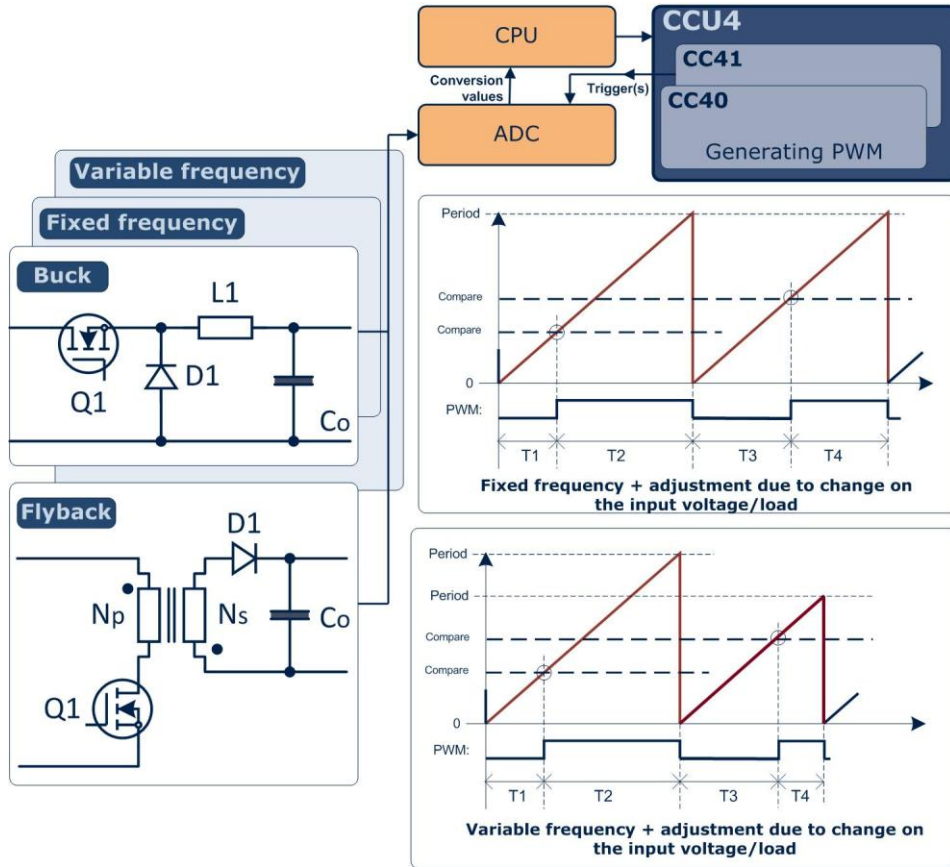 CPU
CCU4
CC41
CC40
Generating PWM
Conversion
values
Trigger(s)
ADC
Variable frequency
Fixed frequency
Buck
L1
Q1
D1
Co
Flyback
D1
Np
Ns
Co
Q1
Period
Compare
Compare
0
PWM:
T1
T2
T3
T4
Fixed frequency + adjustment due to change on
the input voltage/load
Period
Period
Compare
Compare
0
PWM:
T1
T2
T3
T4
Variable frequency + adjustment due to change on
the input voltage/load